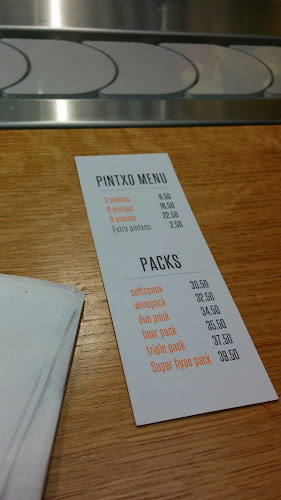 PINTXO MENU
3 pintxos 9.50
6 pintxos 16.50
9 pintxos 22.50
Extra pintxos 2.50
PACKS
outtspack 30.50
winepack 32.50
duo pack 34.50
beer pack 35.50
triple pack 37.50
Super hype pack 39.50